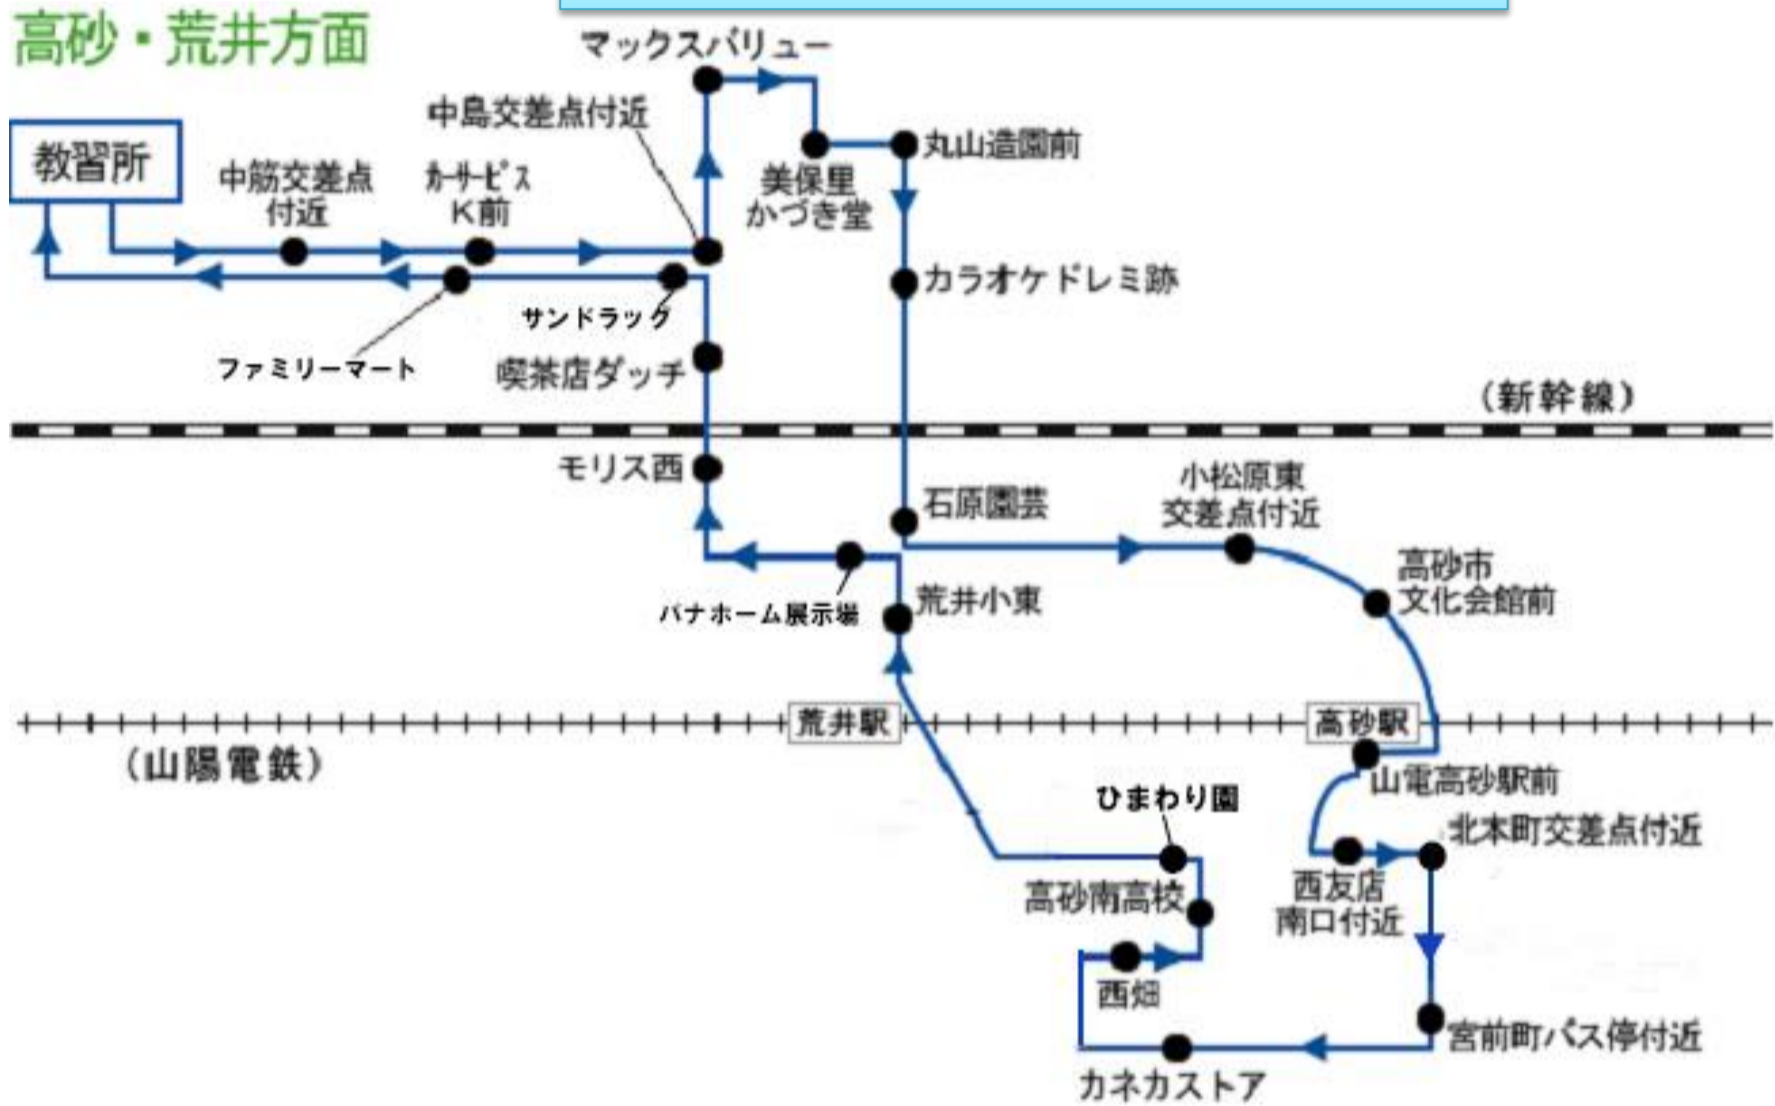 高砂・荒井方面
マックスバリュー
中島交差点付近
教習所
中筋交差点
付近
ｶｰｻｰﾋﾞｽ
K前
美保里
かづき堂
丸山造園前
カラオケドレミ跡
サンドラッグ
ファミリーマート
喫茶店ダッチ
（新幹線）
モリス西
石原園芸
小松原東
交差点付近
高砂市
文化会館前
パナホーム展示場
荒井小東
荒井駅
高砂駅
（山陽電鉄）
山電高砂駅前
ひまわり園
北本町交差点付近
高砂南高校
西友店
南口付近
西畑
宮前町バス停付近
カネカストア